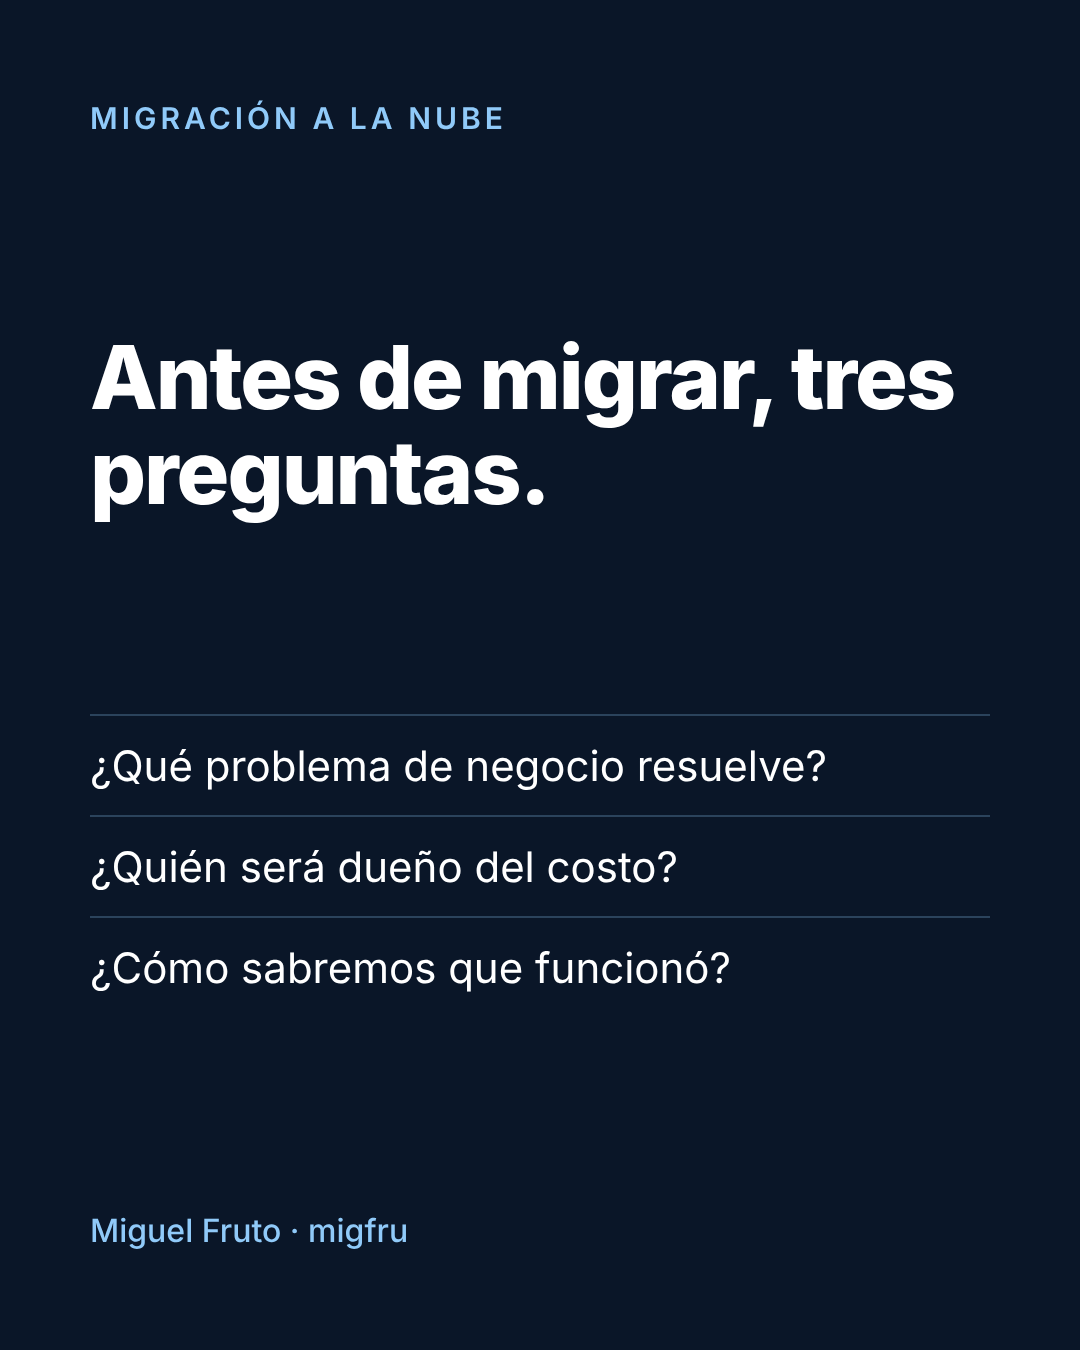 MIGRACIÓN A LA NUBE
Antes de migrar, tres
preguntas.
¿Qué problema de negocio resuelve?
¿Quién será dueño del costo?
¿Cómo sabremos que funcionó?
Miguel Fruto · migfru